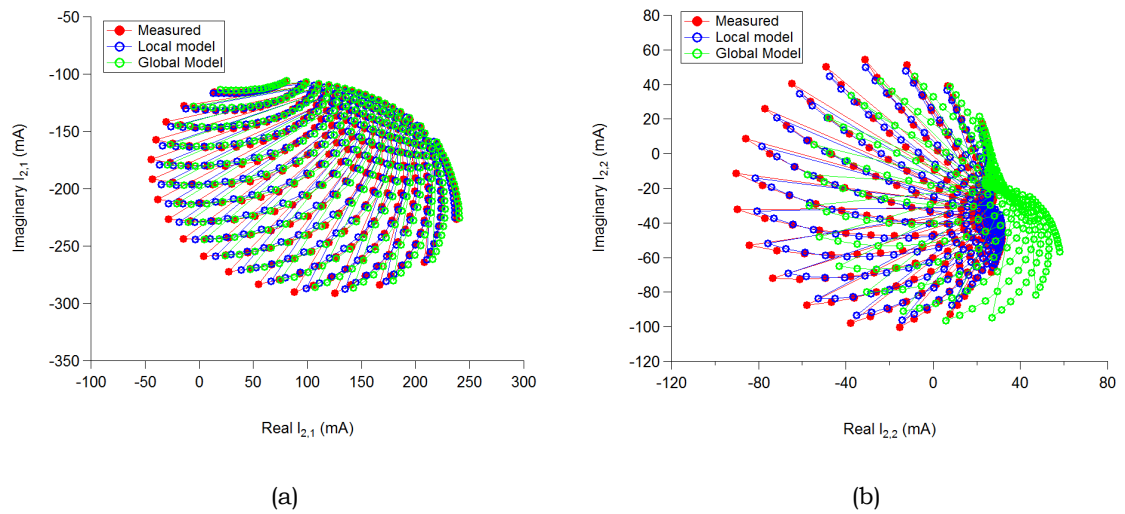 -50
-100
-150
-200
-250
-300
-350
Imaginary I2,1 (mA)
Measured
Local model
Global Model
-100
-50
0
50
100
150
200
250
300
Real I2,1 (mA)
(a)
80
60
40
20
0
-20
-40
-60
-80
-100
-120
Imaginary I2,2 (mA)
Measured
Local model
Global Model
-120
-80
-40
0
40
80
Real I2,2 (mA)
(b)